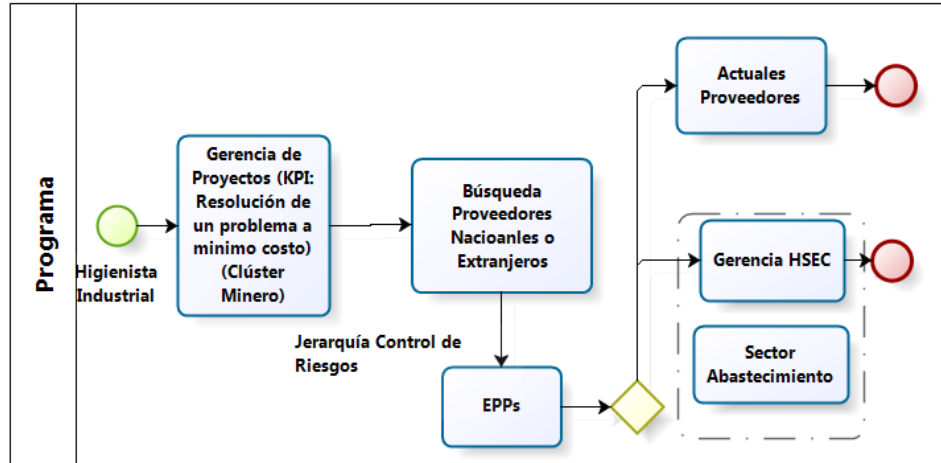 Programa
Higienista
Industrial
Gerencia de
Proyectos (KPI:
Resolución de
un problema a
minimo costo)
(Clúster
Minero)
Búsqueda
Proveedores
Nacioanles o
Extranjeros
Jerarquía Control de
Riesgos
EPPs
Actuales
Proveedores
Gerencia HSEC
Sector
Abastecimiento